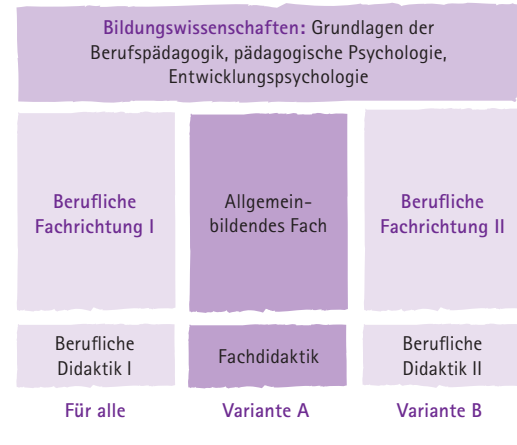 Bildungswissenschaften: Grundlagen der
Berufspädagogik, pädagogische Psychologie,
Entwicklungspsychologie
Berufliche
Fachrichtung I
Allgemein-
bildendes Fach
Berufliche
Fachrichtung II
Berufliche
Didaktik I
Fachdidaktik
Berufliche
Didaktik II
Für alle
Variante A
Variante B